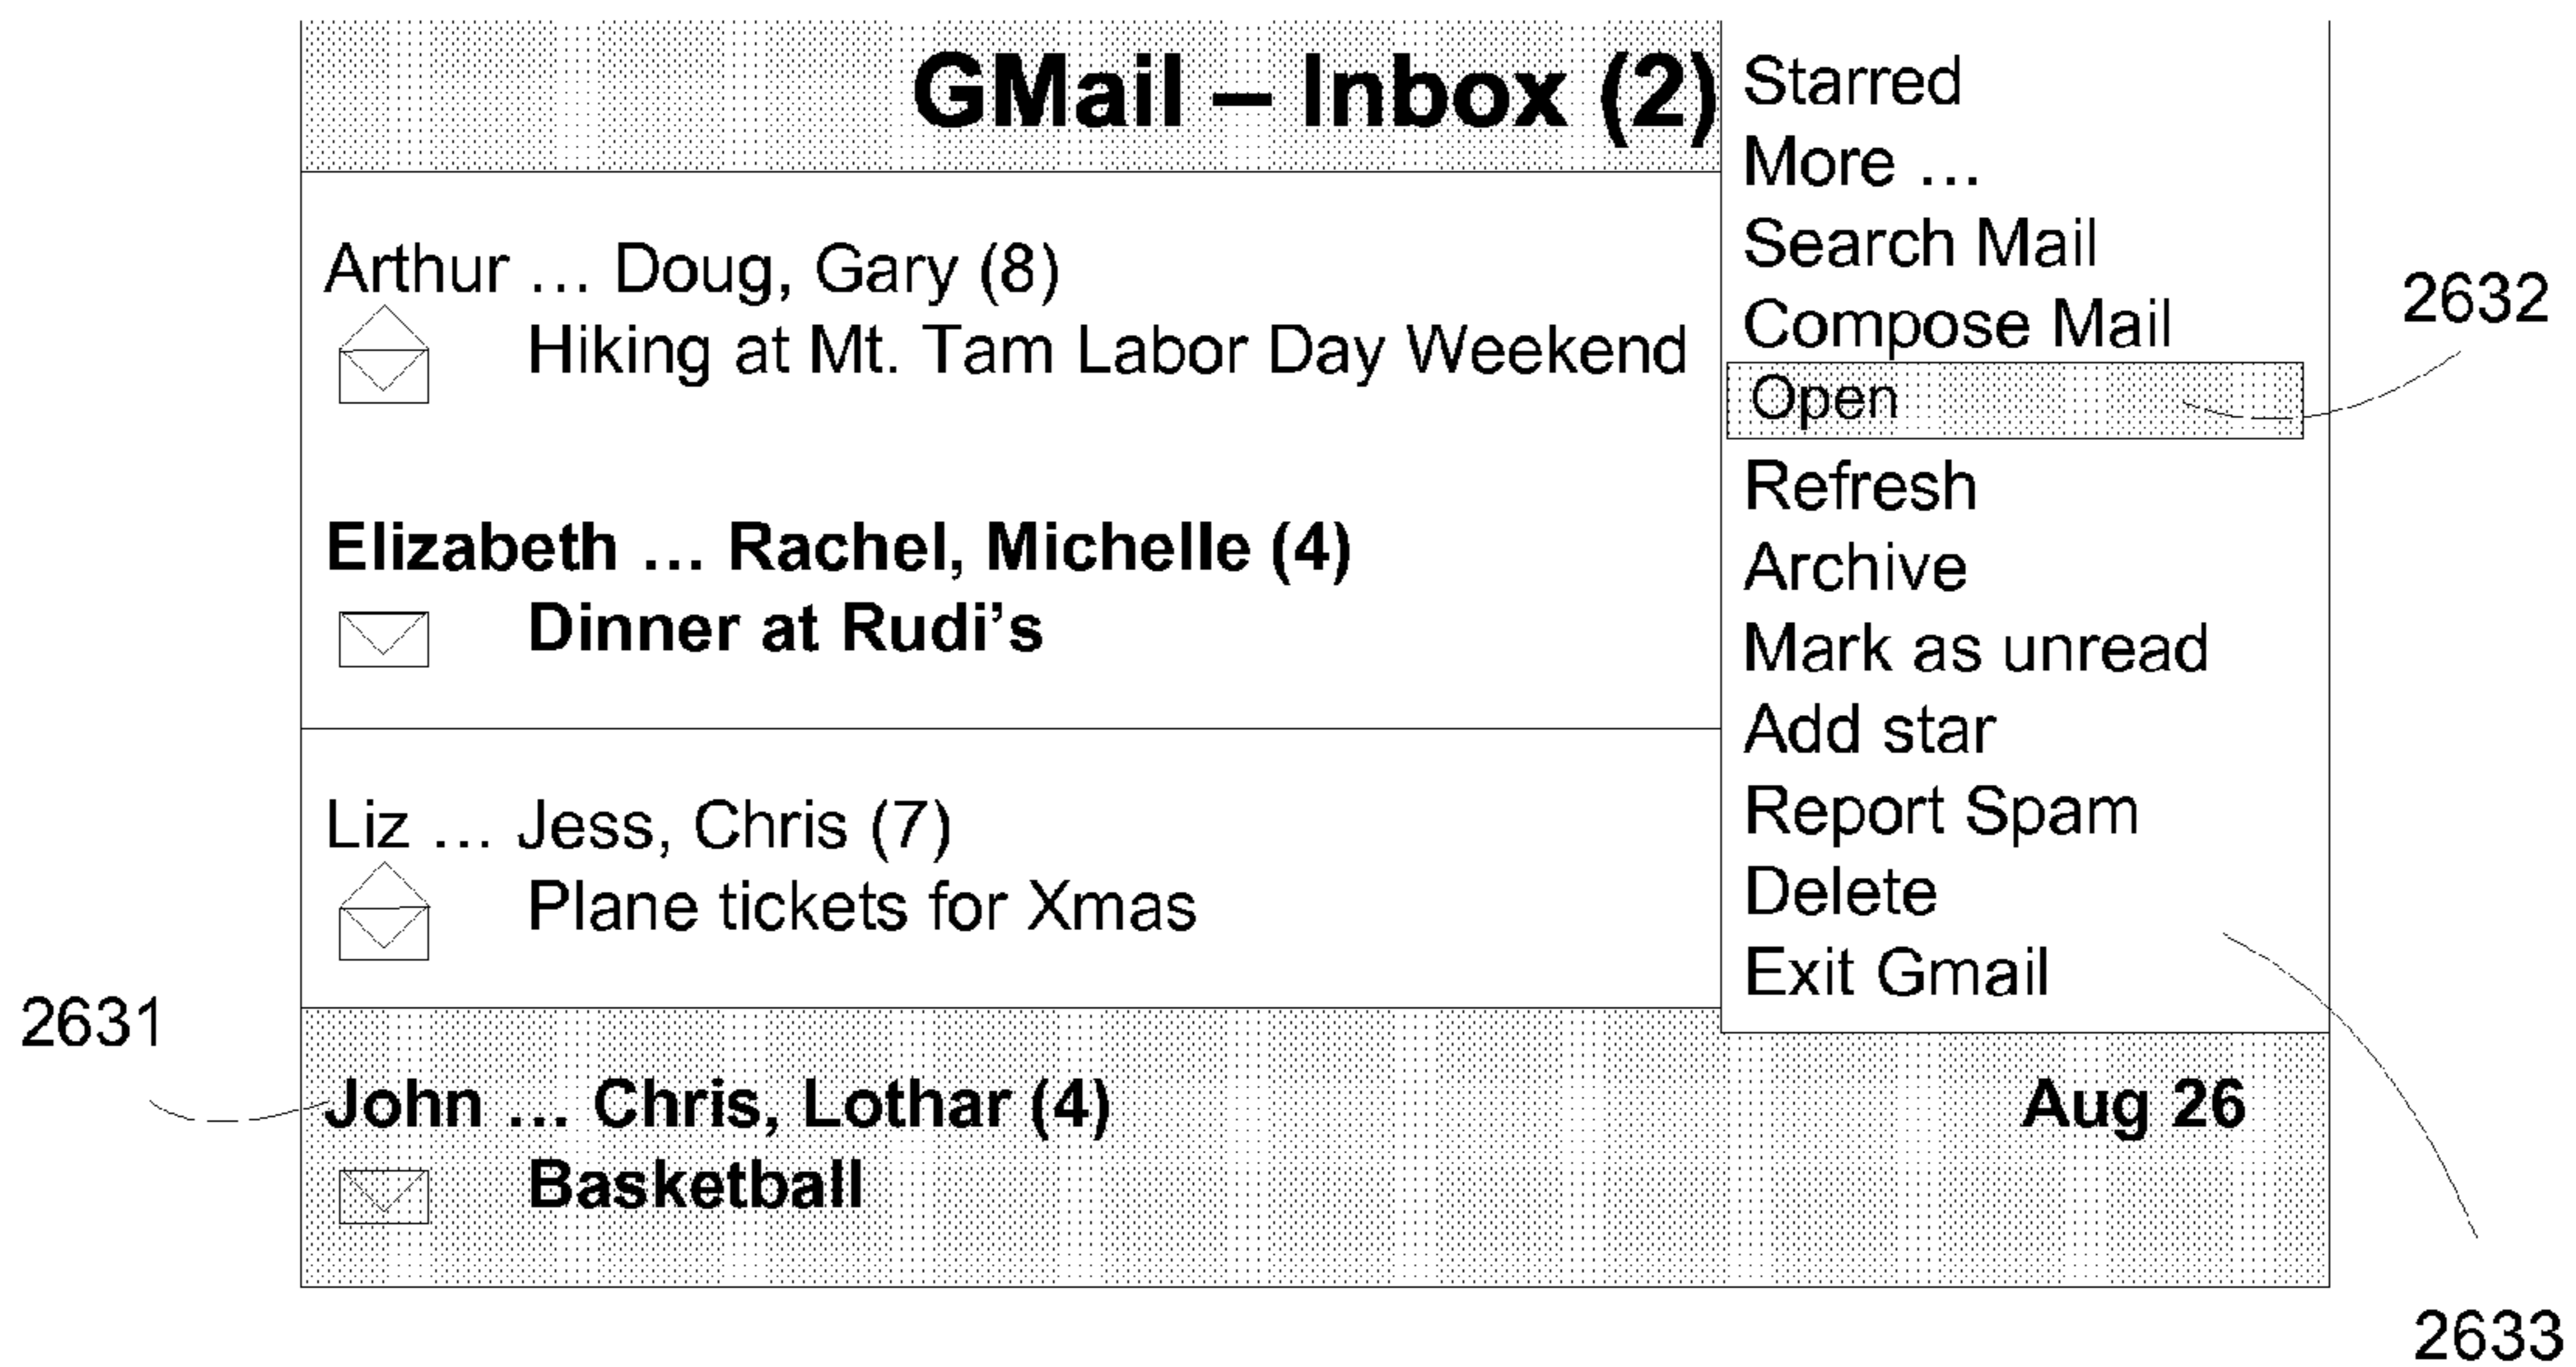 GMail – Inbox (2)
Arthur ... Doug, Gary (8)
Hiking at Mt. Tam Labor Day Weekend
Elizabeth ... Rachel, Michelle (4)
Dinner at Rudi’s
Liz ... Jess, Chris (7)
Plane tickets for Xmas
John ... Chris, Lothar (4)
Aug 26
Basketball
Starred
More ...
Search Mail
Compose Mail
Open
Refresh
Archive
Mark as unread
Add star
Report Spam
Delete
Exit Gmail
2631
2632
2633